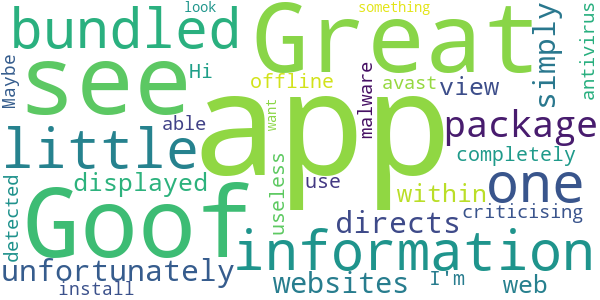 look something
bundled Great
Maybe see Hi simply antivirus
offline avast view
able malware
little app package
want completely
displayed use within one
detected Goof useless directs criticising
information
unfortunately websites I'm web
install